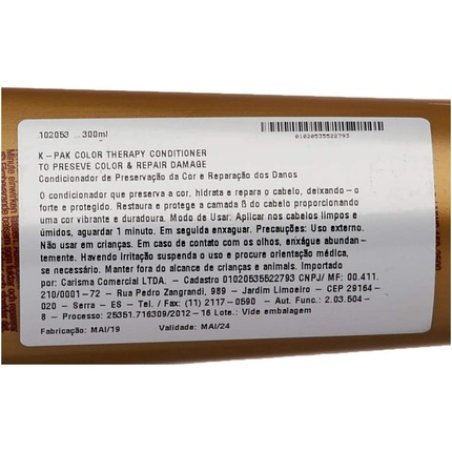 102053 ...300ml
01020535522793
K-PAK COLOR THERAPY CONDITIONER
TO PRESEVE COLOR & REPAIR DAMAGE
Condicionador de Preservação da Cor e Reparação dos Danos
O condicionador que preserva a cor, hidrata e repara o cabelo, deixando-o
forte e protegido. Restaura e protege a camada ß do cabelo proporcionando
uma cor vibrante e duradoura. Modo de Usar: Aplicar nos cabelos limpos e
úmidos, aguardar 1 minuto. Em seguida enxaguar. Precauções: Uso externo.
Não usar em crianças. Em caso de contato com os olhos, enxágue abundan-
temente. Havendo irritação suspenda o uso e procure orientação médica,
se necessário. Manter fora do alcance de crianças e animais. Importado
por: Carisma Comercial LTDA. - Cadastro 01020535522793 CNPJ/ MF: 00.411.
210/0001-72 - Rua Pedro Zangrandi, 989 - Jardim Limoeiro - CEP 29164-
020 - Serra - ES - Tel. / Fax: (11) 2117-0590 - Aut. Func.: 2.03.504-
8 - Processo: 25351.716309/2012-16 Lote.: Vide embalagem
Fabricação: MAI/19 Validade: MAI/24